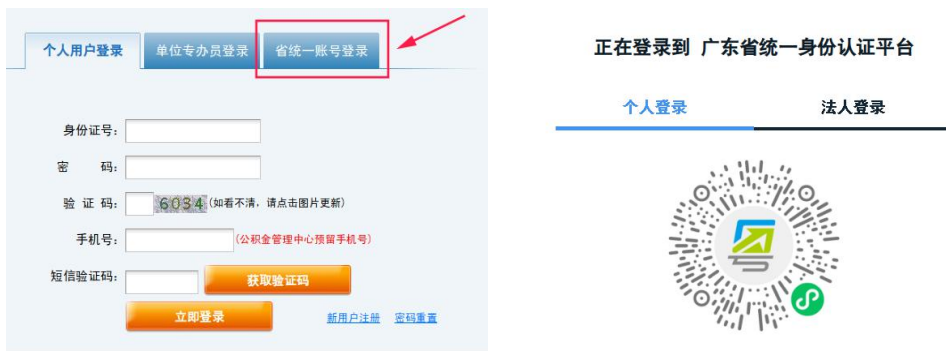 个人用户登录 单位专办员登录 省统一账号登录
身份证号:
密 码:
验 证 码: 6034 (如看不清，请点击图片更新)
手机号: (公积金管理中心预留手机号)
短信验证码: 获取验证码
立即登录 新用户注册 密码重置
正在登录到 广东省统一身份认证平台
个人登录 法人登录